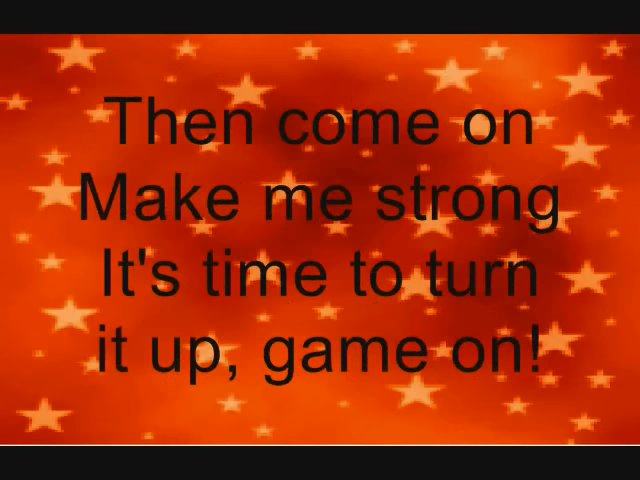 Then come on
Make me strong
It's time to turn
it up, game on!